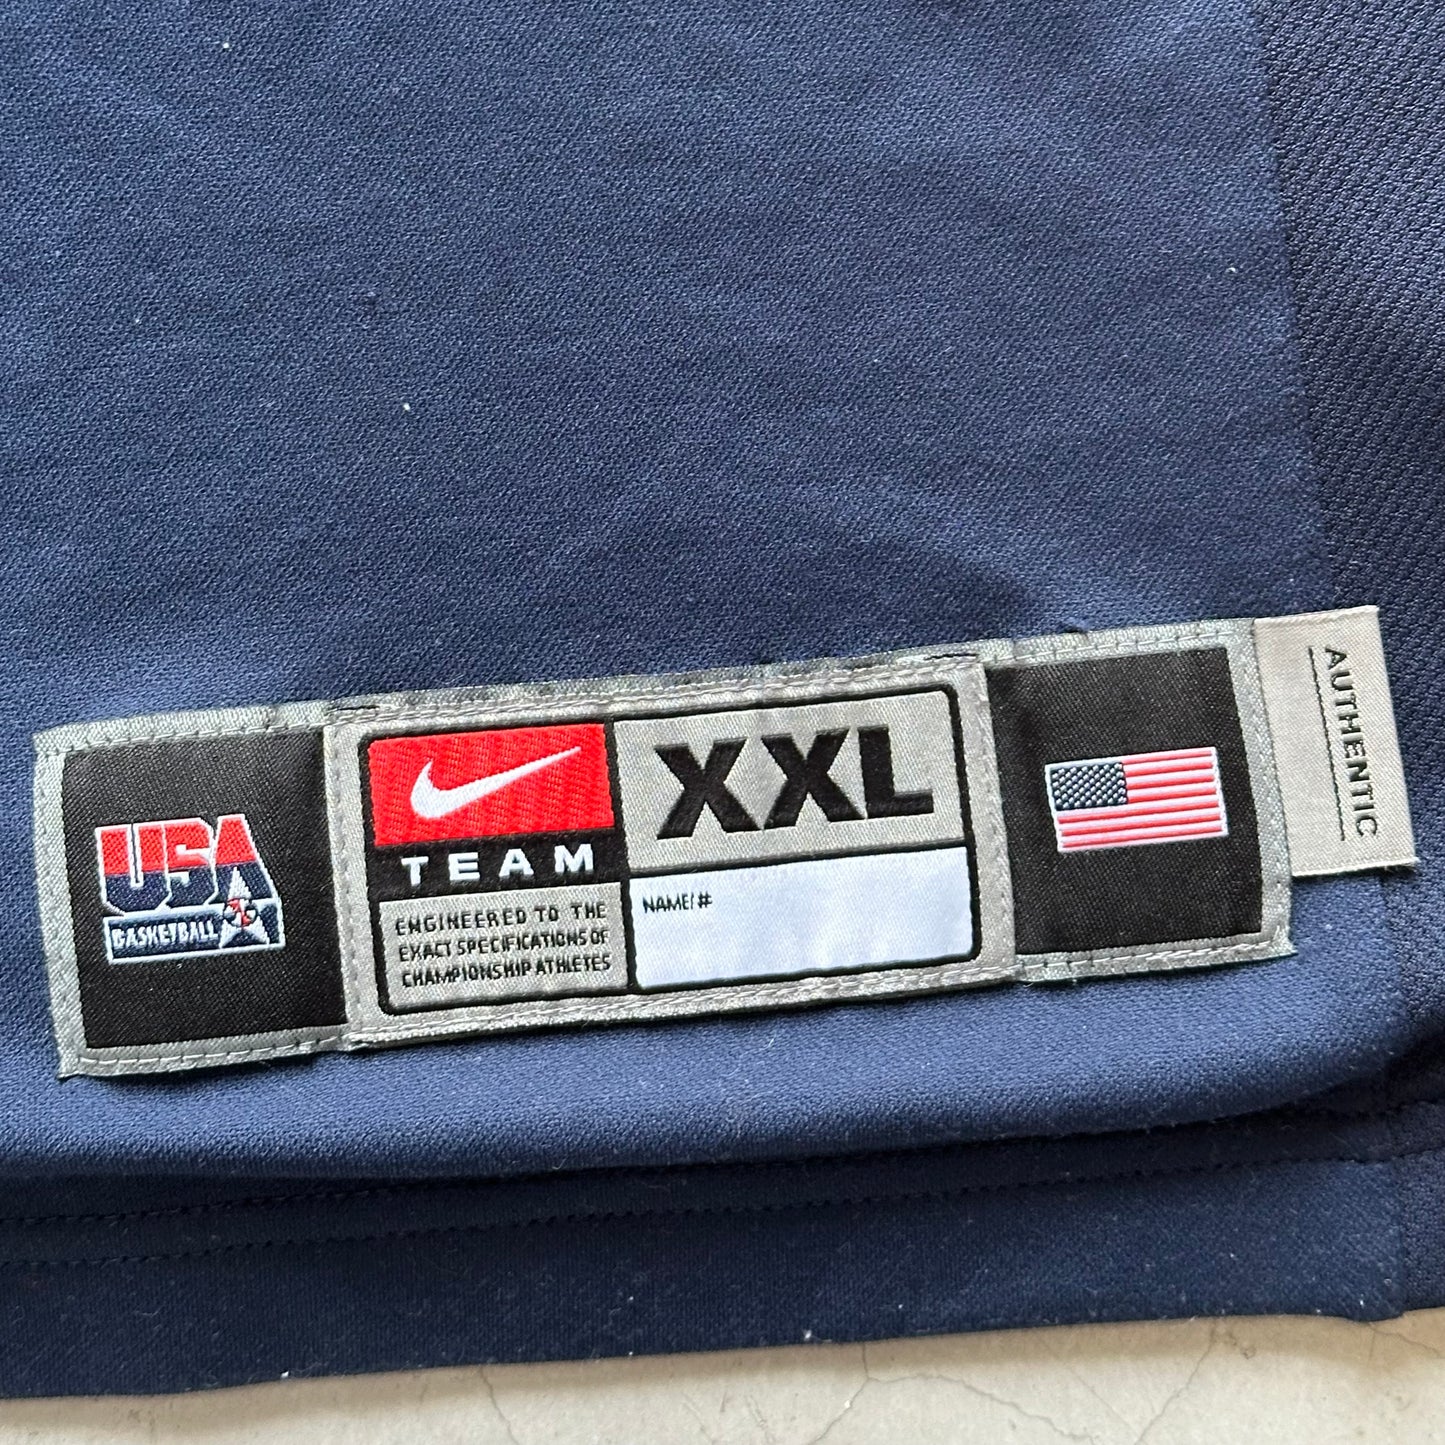 USA
BASKETBALL
TEAM
ENGINEERED TO THE
EXACT SPECIFICATIONS OF
CHAMPIONSHIP ATHLETES
XXL
NAME/#
AUTHENTIC